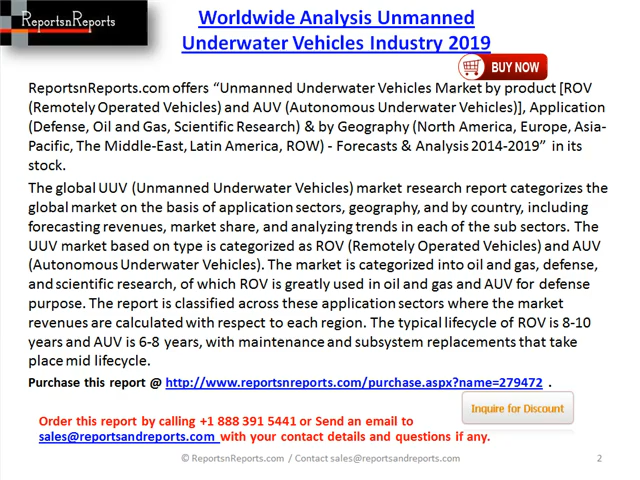 ReportsnReports
Worldwide Analysis Unmanned
Underwater Vehicles Industry 2019
BUY NOW
ReportsnReports.com offers “Unmanned Underwater Vehicles Market by product [ROV
(Remotely Operated Vehicles) and AUV (Autonomous Underwater Vehicles)], Application
(Defense, Oil and Gas, Scientific Research) & by Geography (North America, Europe, Asia-
Pacific, The Middle-East, Latin America, ROW) - Forecasts & Analysis 2014-2019” in its
stock.
The global UUV (Unmanned Underwater Vehicles) market research report categorizes the
global market on the basis of application sectors, geography, and by country, including
forecasting revenues, market share, and analyzing trends in each of the sub sectors. The
UUV market based on type is categorized as ROV (Remotely Operated Vehicles) and AUV
(Autonomous Underwater Vehicles). The market is categorized into oil and gas, defense,
and scientific research, of which ROV is greatly used in oil and gas and AUV for defense
purpose. The report is classified across these application sectors where the market
revenues are calculated with respect to each region. The typical lifecycle of ROV is 8-10
years and AUV is 6-8 years, with maintenance and subsystem replacements that take
place mid lifecycle.
Purchase this report @ http://www.reportsnreports.com/purchase.aspx?name=279472 .
Inquire for Discount
Order this report by calling +1 888 391 5441 or Send an email to
sales@reportsandreports.com with your contact details and questions if any.
© ReportsnReports.com / Contact sales@reportsandreports.com
2